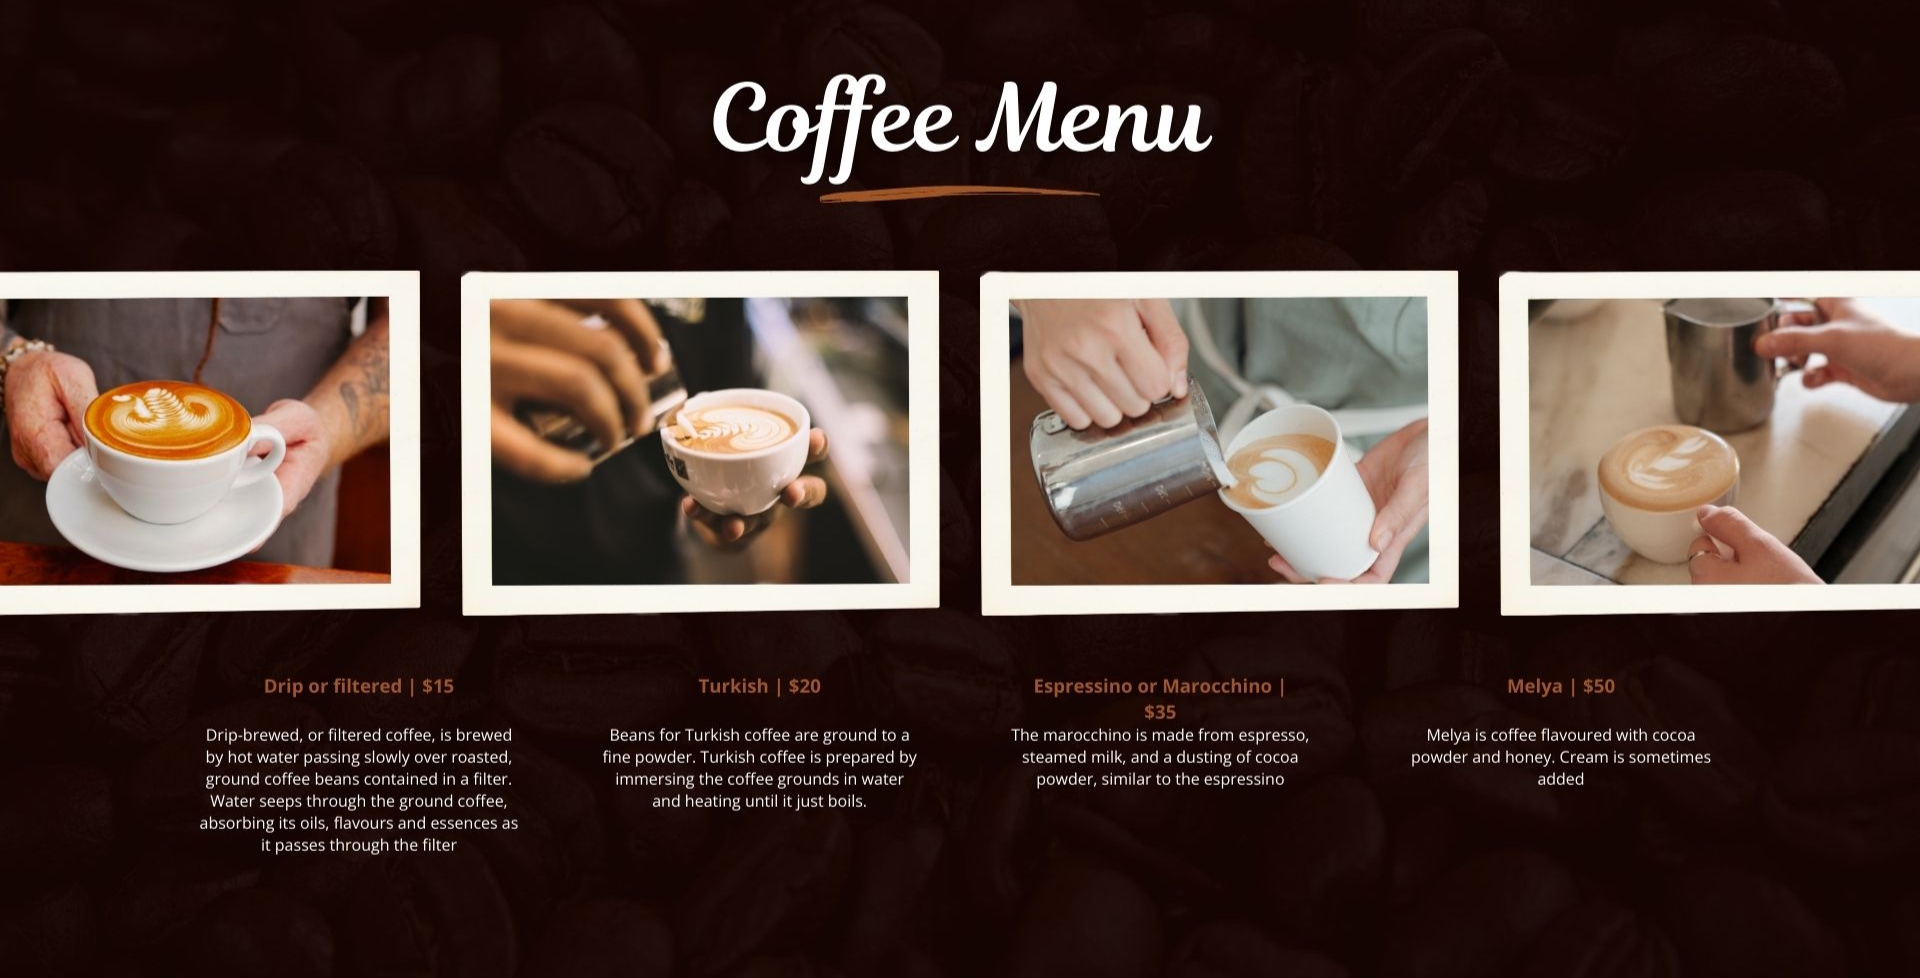 Coffee Menu
Drip or filtered | $15
Drip-brewed, or filtered coffee, is brewed
by hot water passing slowly over roasted,
ground coffee beans contained in a filter.
Water seeps through the ground coffee,
absorbing its oils, flavours and essences as
it passes through the filter
Turkish | $20
Beans for Turkish coffee are ground to a
fine powder. Turkish coffee is prepared by
immersing the coffee grounds in water
and heating until it just boils.
Espressino or Marocchino |
$35
The marocchino is made from espresso,
steamed milk, and a dusting of cocoa
powder, similar to the espressino
Melya | $50
Melya is coffee flavoured with cocoa
powder and honey. Cream is sometimes
added